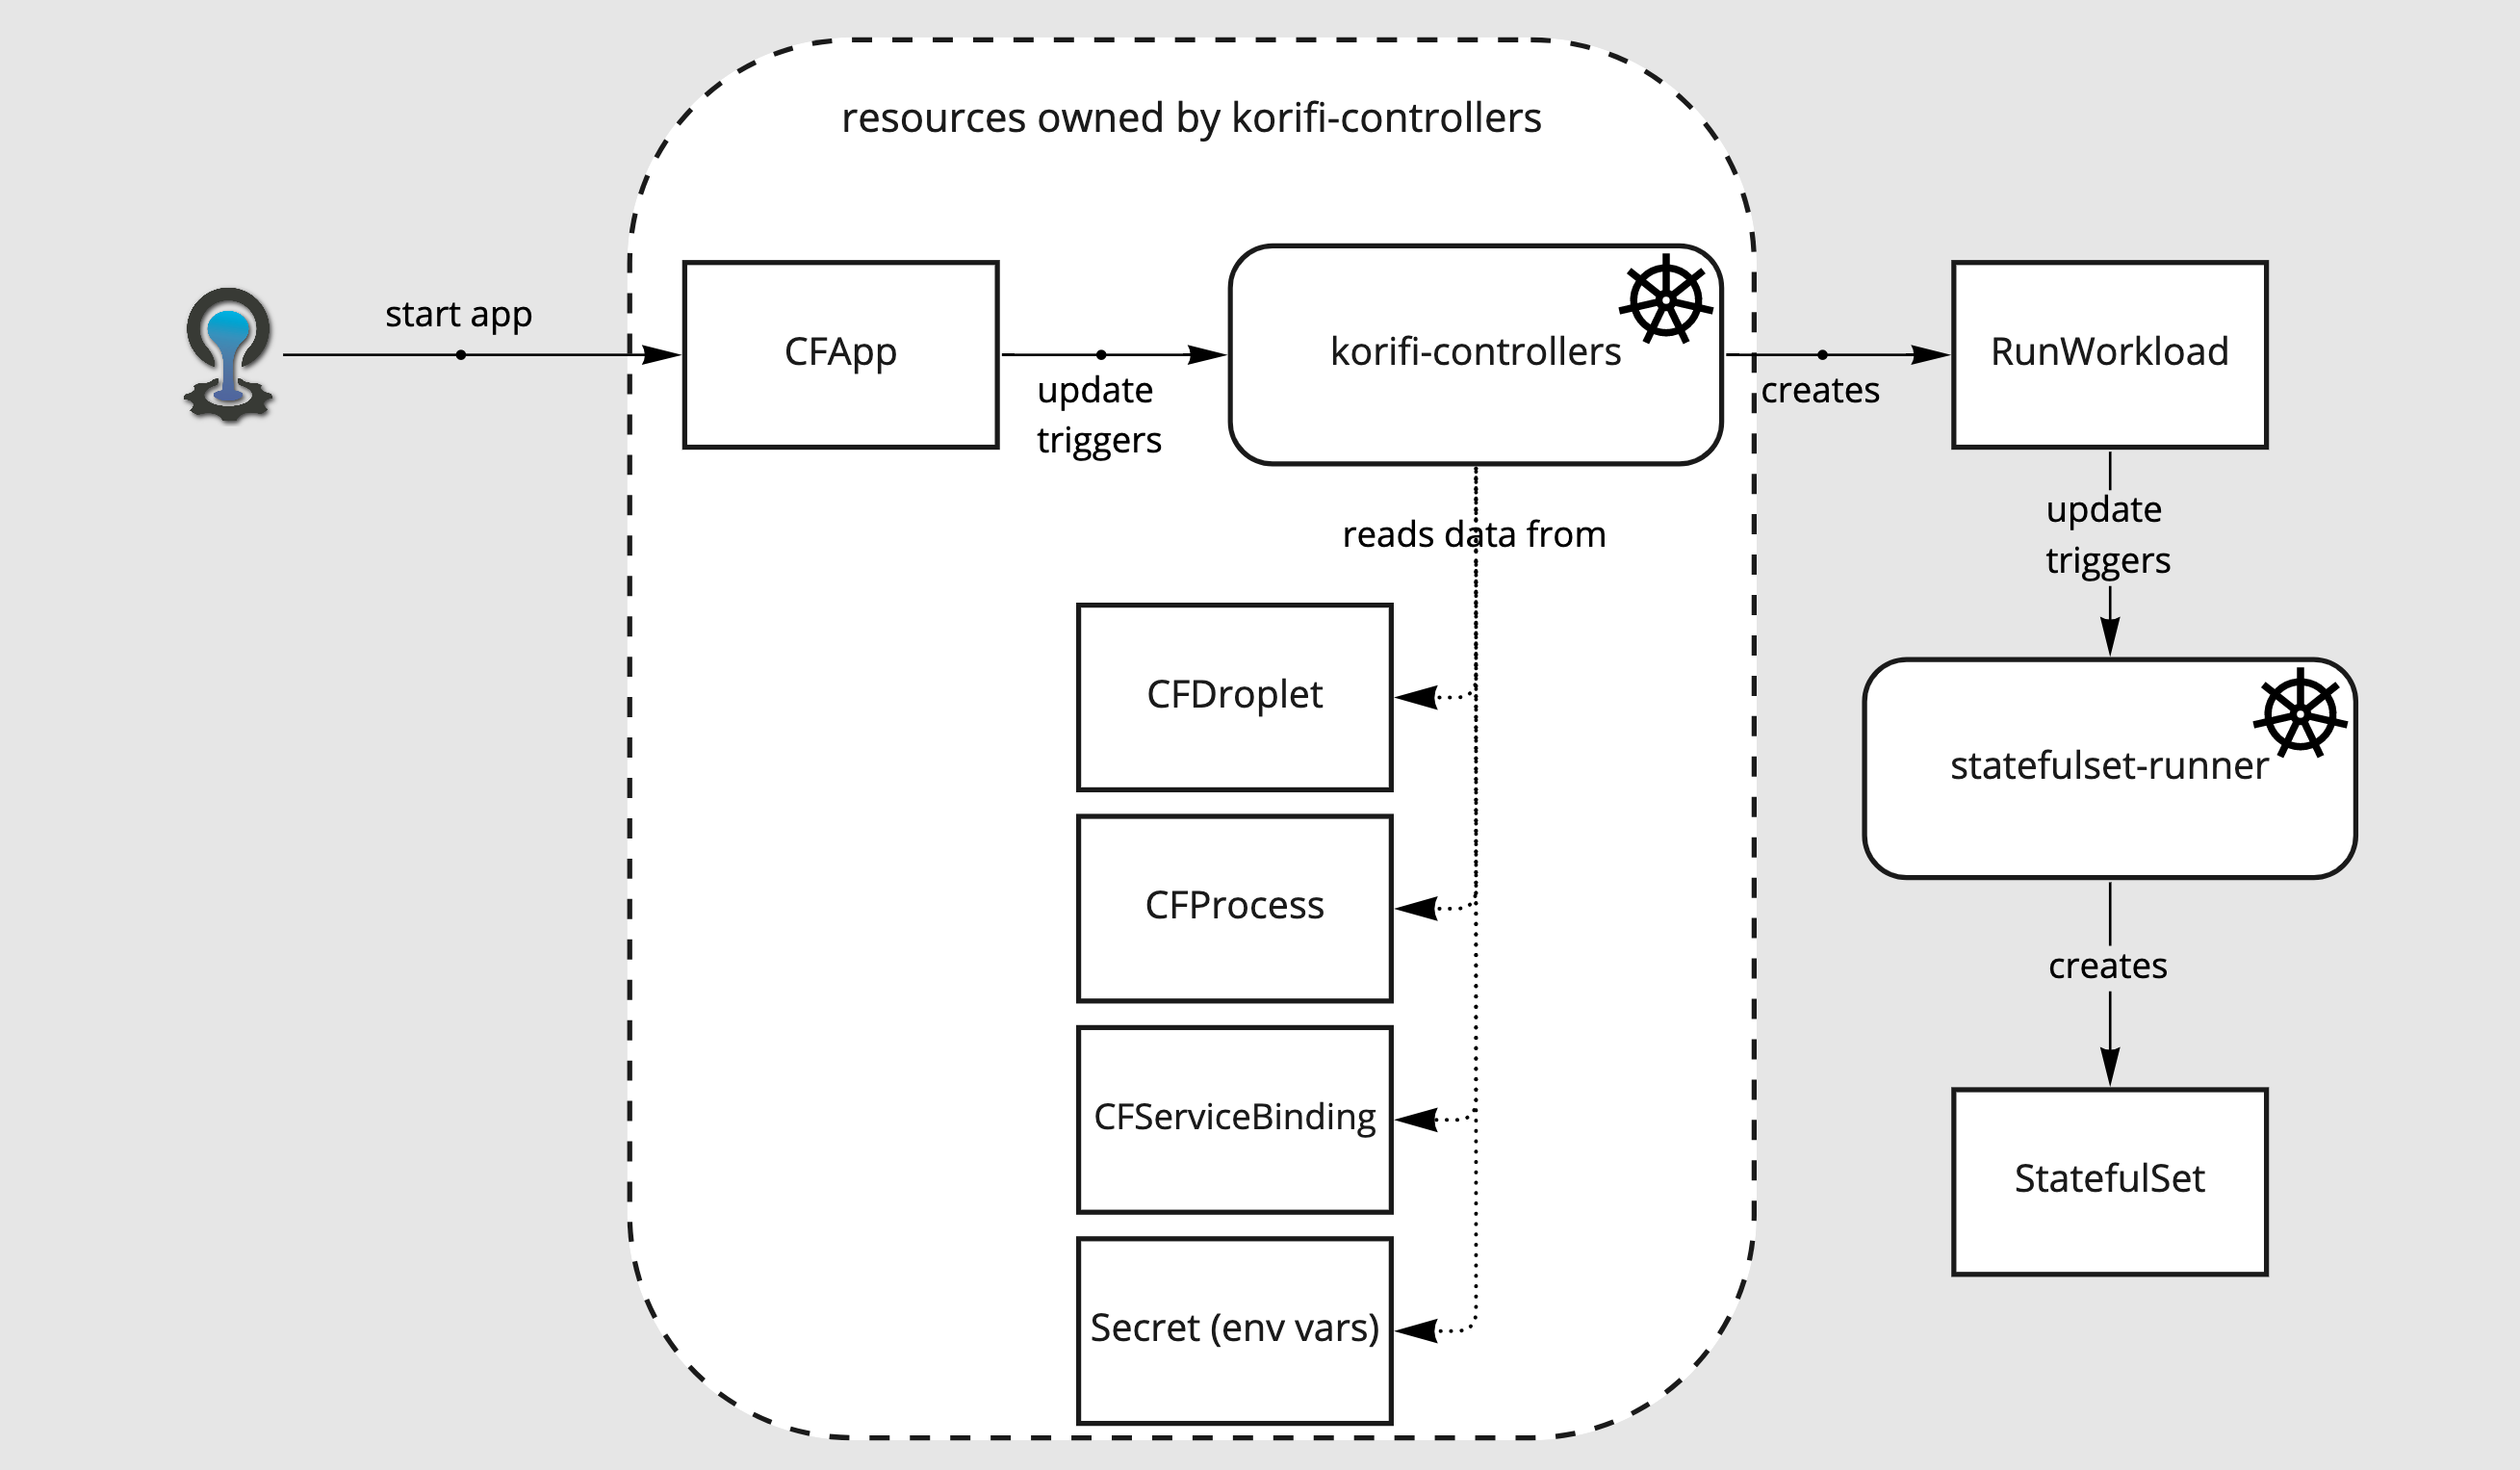 resources owned by korifi-controllers
start app
CFApp
update
triggers
korifi-controllers
creates
RunWorkload
reads data from
update
triggers
CFDroplet
statefulset-runner
CFProcess
creates
CFServiceBinding
StatefulSet
Secret (env vars)